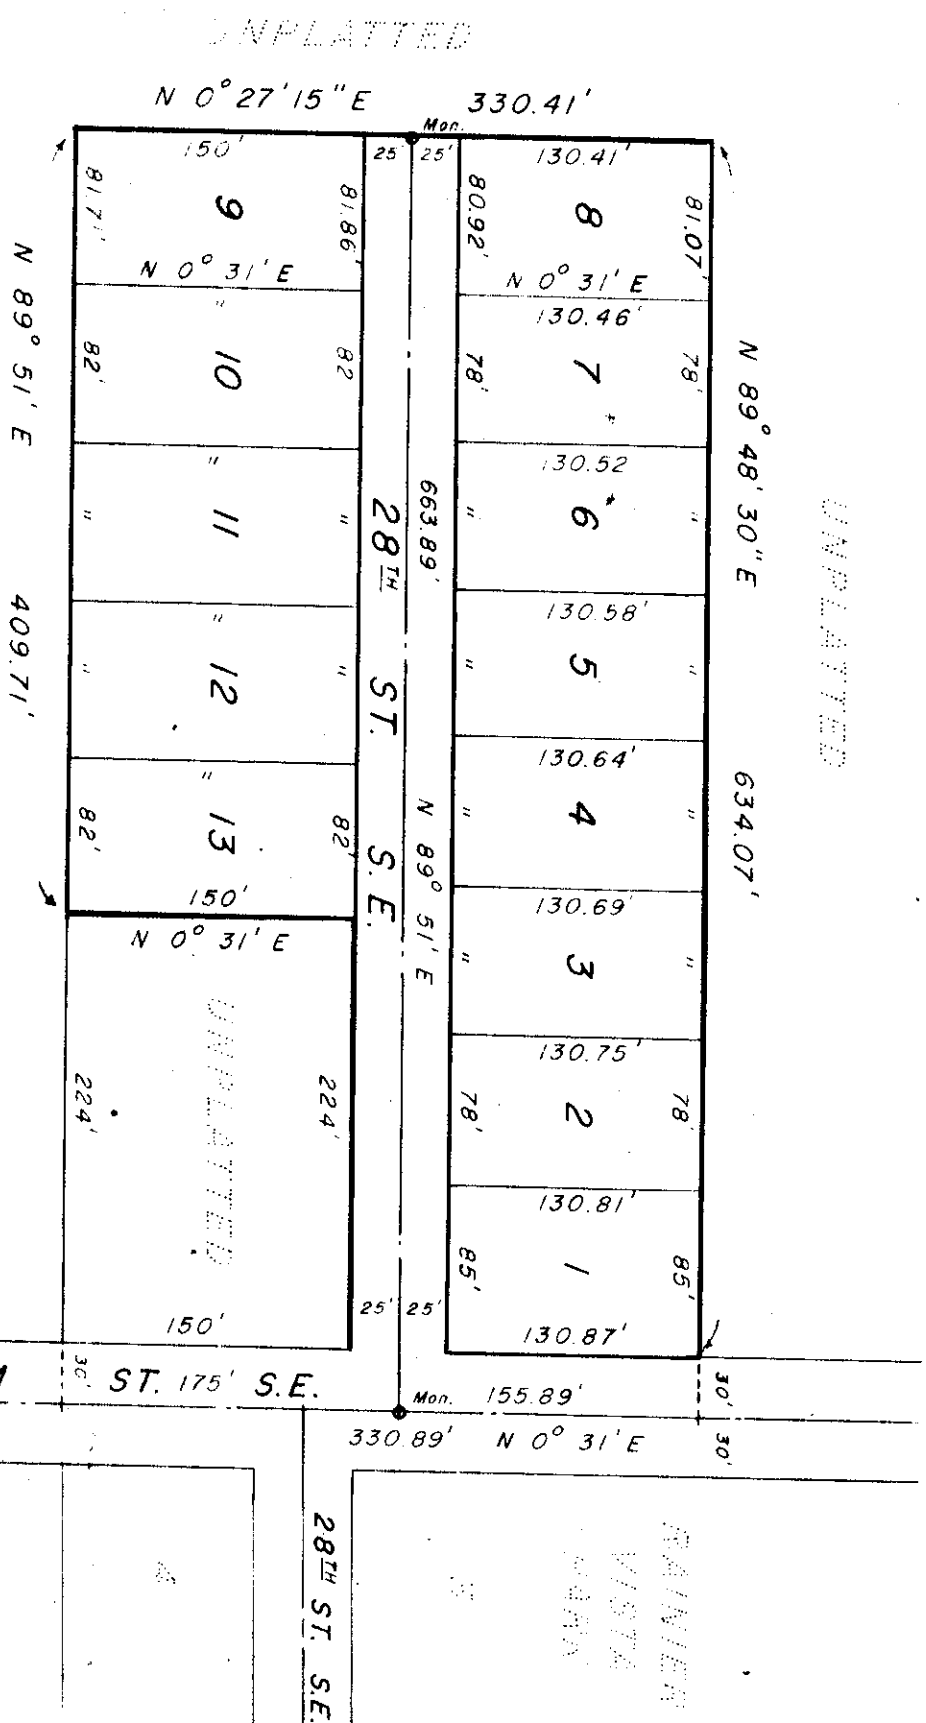 UNPLATTED
N 0° 27' 15" E 330.41'
Mon.
150' 25' 25' 130.41'
81.71' 9 81.86' 80.92' 8 81.07'
N 0° 31' E N 0° 31' E
" 130.46'
82' 10 82 78' 7 78'
" 130.52
" 11 " " 6 "
" 130.58'
" 12 " " 5 "
" 130.64'
82' 13 82' " 4 "
150' 130.69'
N 0° 31' E
" 3 "
130.75'
78' 2 78'
130.81'
85' 1 85'
130.87'
N 89° 51' E 409.71'
28TH ST. S.E.
663.89' N 89° 51' E
N 89° 48' 30" E 634.07'
UNPLATTED
UNPLATTED
224' 224'
150' 25' 25'
30' ST. 175' S.E. Mon. 155.89' 30'
330.89' N 0° 31' E 30'
28TH ST. S.E.
RAINIER
VISTA